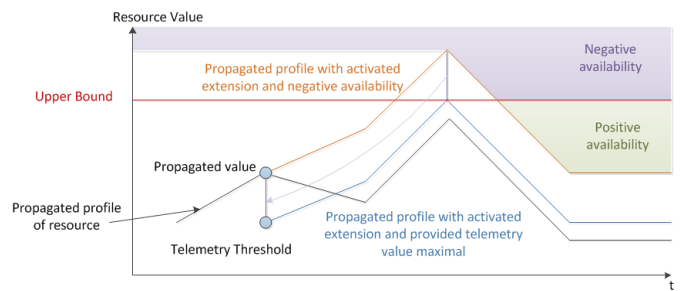 Resource Value
Negative
availability
Propagated profile with activated
extension and negative availability
Upper Bound
Positive
availability
Propagated value
Propagated profile
of resource
Propagated profile with activated
extension and provided telemetry
value maximal
Telemetry Threshold
t